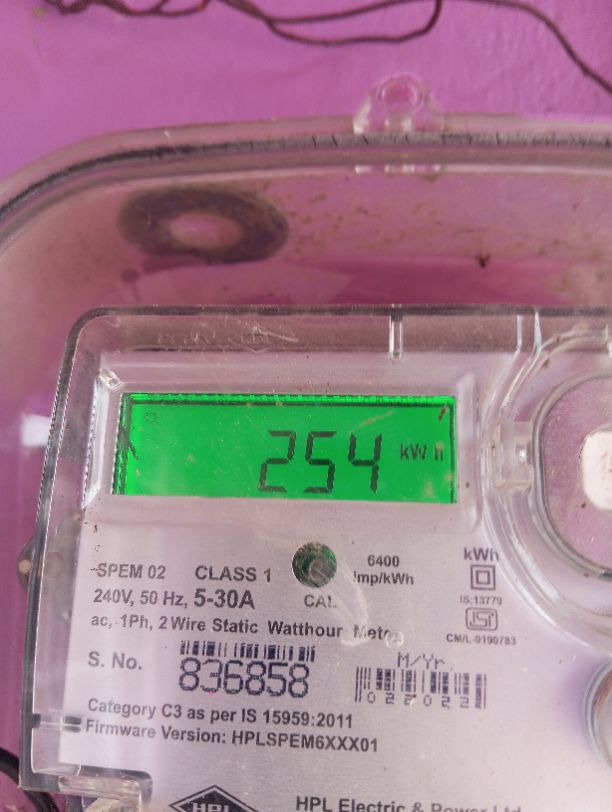 254 kWh
SPEM 02 CLASS 1 6400 Imp/kWh kWh
240V, 50 Hz, 5-30A CAL IS:13779
ac, 1Ph, 2 Wire Static Watthour Meter CM/L-9190783
S. No. 836858 M/Yr.
022022
Category C3 as per IS 15959:2011
Firmware Version: HPLSPEM6XXX01
HPL HPL Electric & Power Ltd